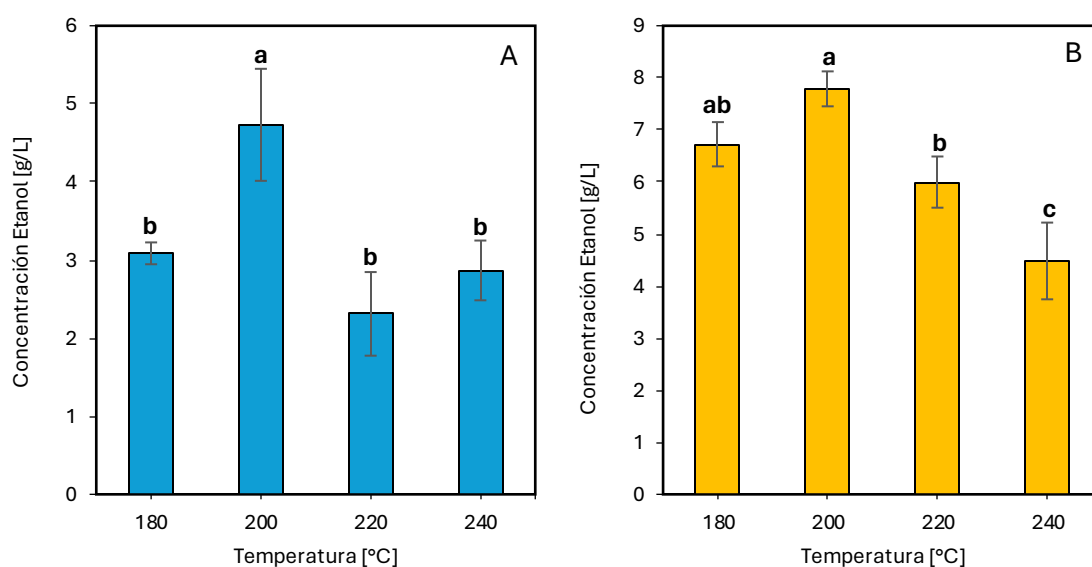 A
Concentración Etanol [g/L]
6
5
4
3
2
1
0
b
a
b
b
180
200
220
240
Temperatura [°C]
B
Concentración Etanol [g/L]
9
8
7
6
5
4
3
2
1
0
ab
a
b
c
180
200
220
240
Temperatura [°C]